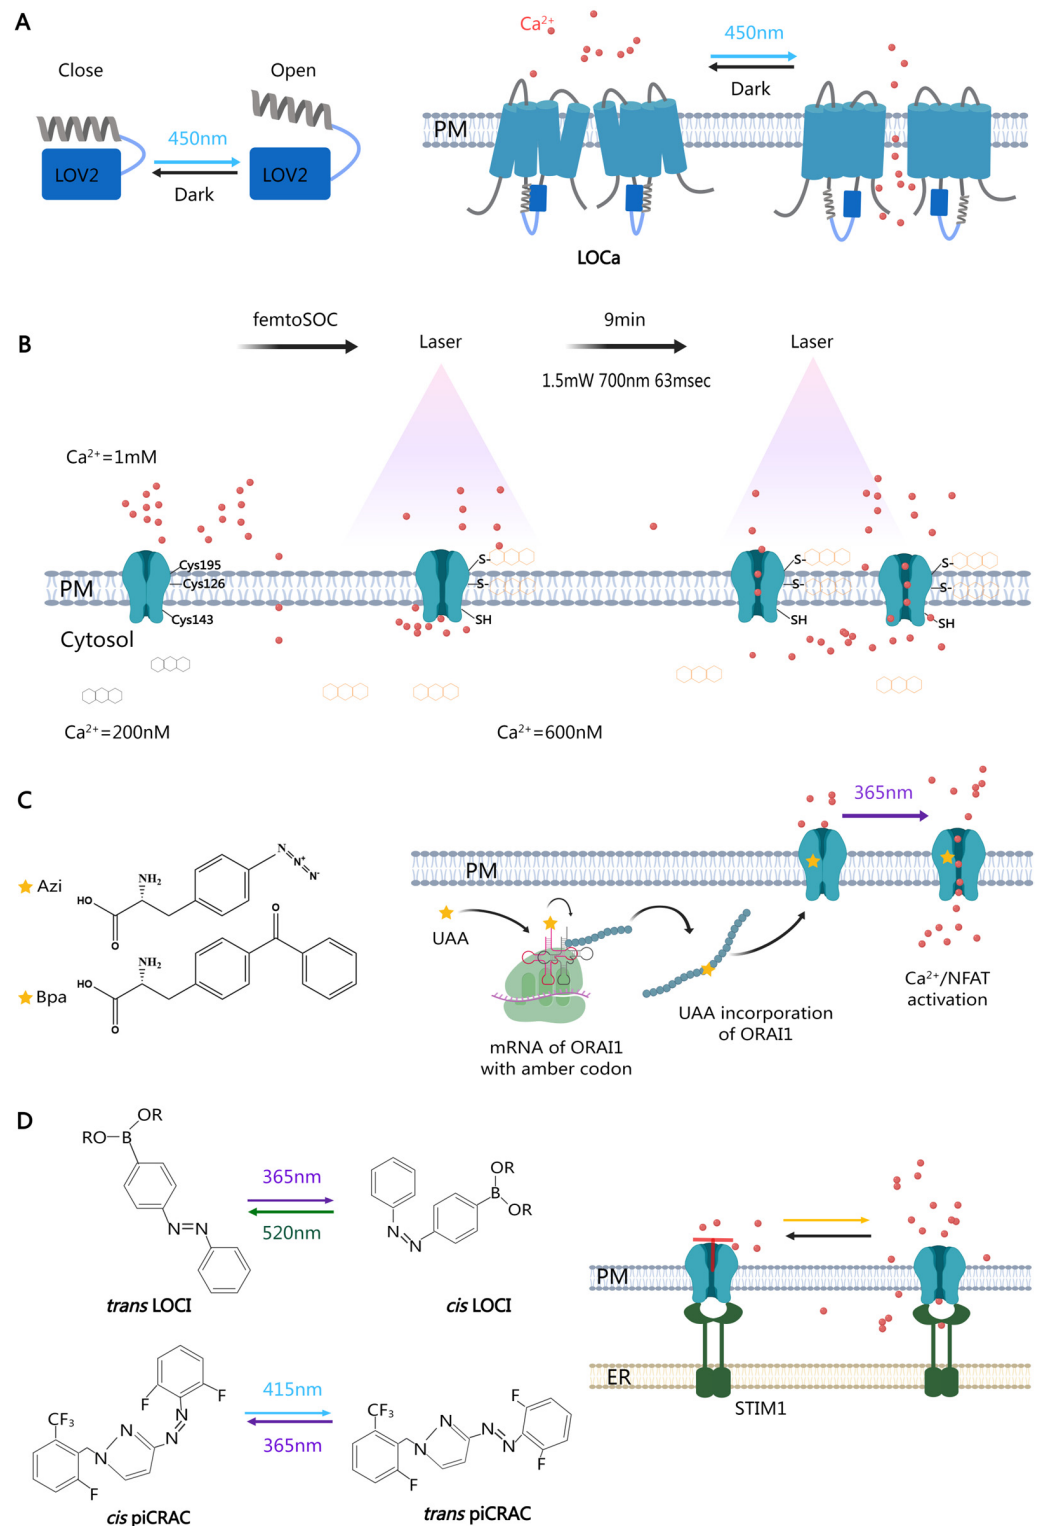 A
Close
Open
450nm
LOV2
LOV2
Dark
Ca²⁺
450nm
Dark
PM
LOCa
B
femtoSOC
Laser
9min
1.5mW 700nm 63msec
Laser
Ca²⁺=1mM
PM
Cys195
Cys126
Cys143
S-
S-
SH
S-
S-
SH
S-
S-
SH
Cytosol
Ca²⁺=200nM
Ca²⁺=600nM
C
Azi
HO
O
NH₂
N
N⁺
N⁻
Bpa
HO
O
NH₂
O
365nm
PM
UAA
mRNA of ORAI1
with amber codon
UAA incorporation
of ORAI1
Ca²⁺/NFAT
activation
D
OR
RO
B
N=N
365nm
520nm
N=N
OR
B
OR
trans LOCI
cis LOCI
F
F
N=N
CF₃
N
N
F
415nm
365nm
CF₃
N
N
F
N=N
F
F
cis piCRAC
trans piCRAC
PM
ER
STIM1